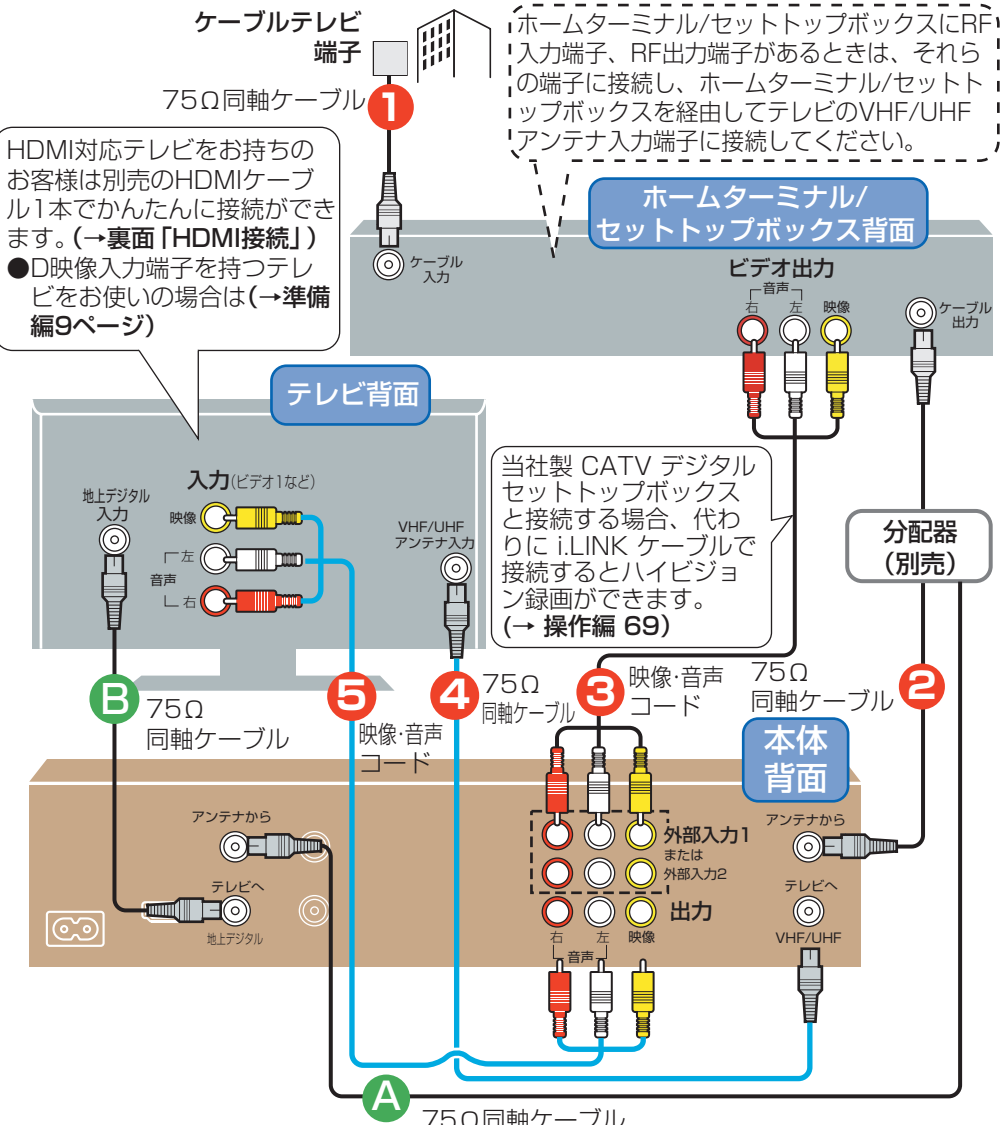 ケーブルテレビ
端子
75Ω同軸ケーブル
1
ホームターミナル/セットトップボックスにRF
入力端子、RF出力端子があるときは、それら
の端子に接続し、ホームターミナル/セットト
ップボックスを経由してテレビのVHF/UHF
アンテナ入力端子に接続してください。
HDMI対応テレビをお持ちの
お客様は別売のHDMIケーブ
ル1本でかんたんに接続ができ
ます。(→裏面「HDMI接続」)
●D映像入力端子を持つテレ
ビをお使いの場合は(→準備
編9ページ)
ホームターミナル/
セットトップボックス背面
ケーブル
入力
ビデオ出力
音声
右 左 映像
ケーブル
出力
テレビ背面
入力(ビデオ1など)
地上デジタル
入力
映像
左
音声
右
VHF/UHF
アンテナ入力
当社製 CATV デジタル
セットトップボックス
と接続する場合、代わ
りに i.LINK ケーブルで
接続するとハイビジョ
ン録画ができます。
(→ 操作編 69)
分配器
(別売)
B
75Ω
同軸ケーブル
5
映像・音声
コード
4
75Ω
同軸ケーブル
3
映像・音声
コード
75Ω
同軸ケーブル
2
本体
背面
アンテナから
テレビへ
地上デジタル
外部入力1
または
外部入力2
出力
右 左 映像
音声
アンテナから
テレビへ
VHF/UHF
A
75Ω同軸ケーブル